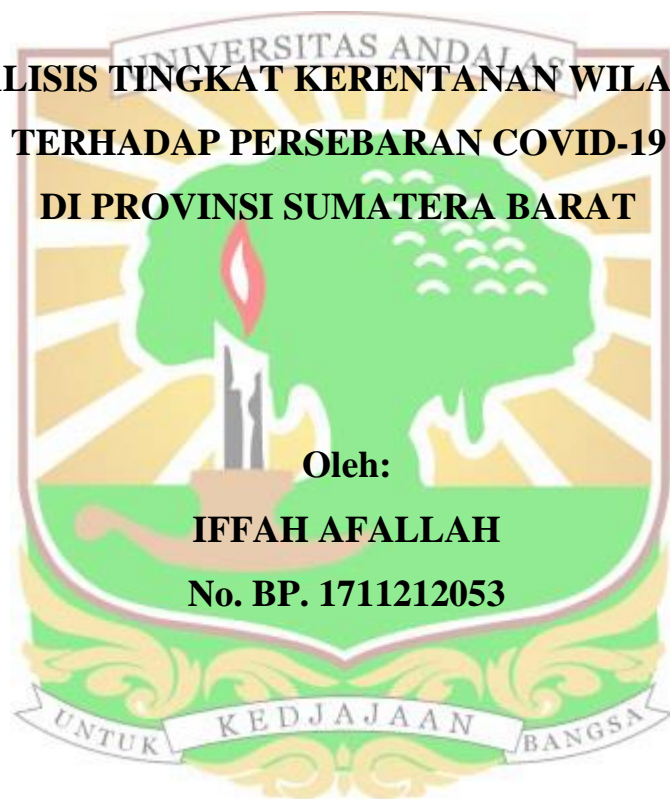 UNIVERSITAS ANDALAS
ALISIS TINGKAT KERENTANAN WILA
TERHADAP PERSEBARAN COVID-19
DI PROVINSI SUMATERA BARAT
Oleh:
IFFAH AFALLAH
No. BP. 1711212053
UNTUK KEDJAJAAN BANGSA